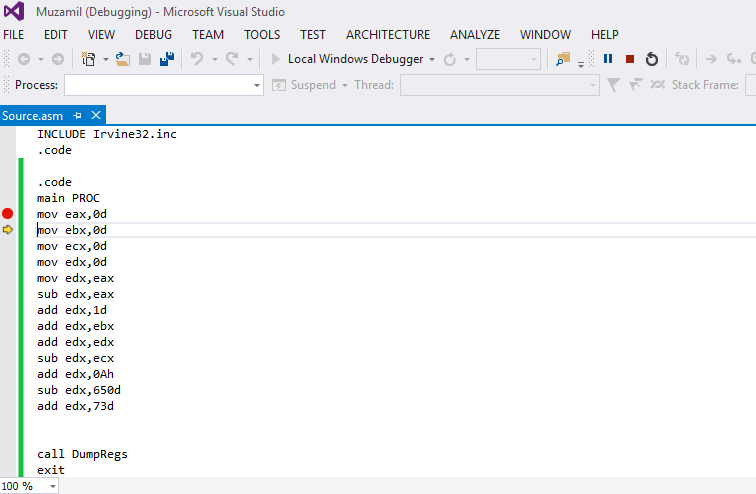 Muzamil (Debugging) - Microsoft Visual Studio
FILE EDIT VIEW DEBUG TEAM TOOLS TEST ARCHITECTURE ANALYZE WINDOW HELP
Local Windows Debugger
Process: Suspend Thread: Stack Frame:
Source.asm
INCLUDE Irvine32.inc
.code
.code
main PROC
mov eax,0d
mov ebx,0d
mov ecx,0d
mov edx,0d
mov edx,eax
sub edx,eax
add edx,1d
add edx,ebx
add edx,edx
sub edx,ecx
add edx,0Ah
sub edx,650d
add edx,73d
call DumpRegs
exit
100 %